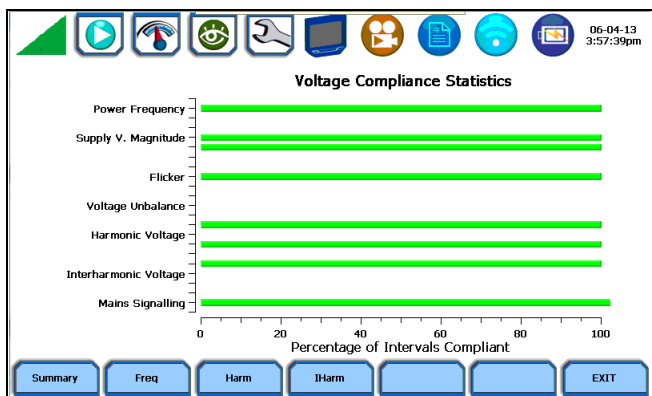 06-04-13
3:57:39pm
Voltage Compliance Statistics
Power Frequency
Supply V. Magnitude
Flicker
Voltage Unbalance
Harmonic Voltage
Interharmonic Voltage
Mains Signalling
0 20 40 60 80 100
Percentage of Intervals Compliant
Summary Freq Harm IHarm EXIT